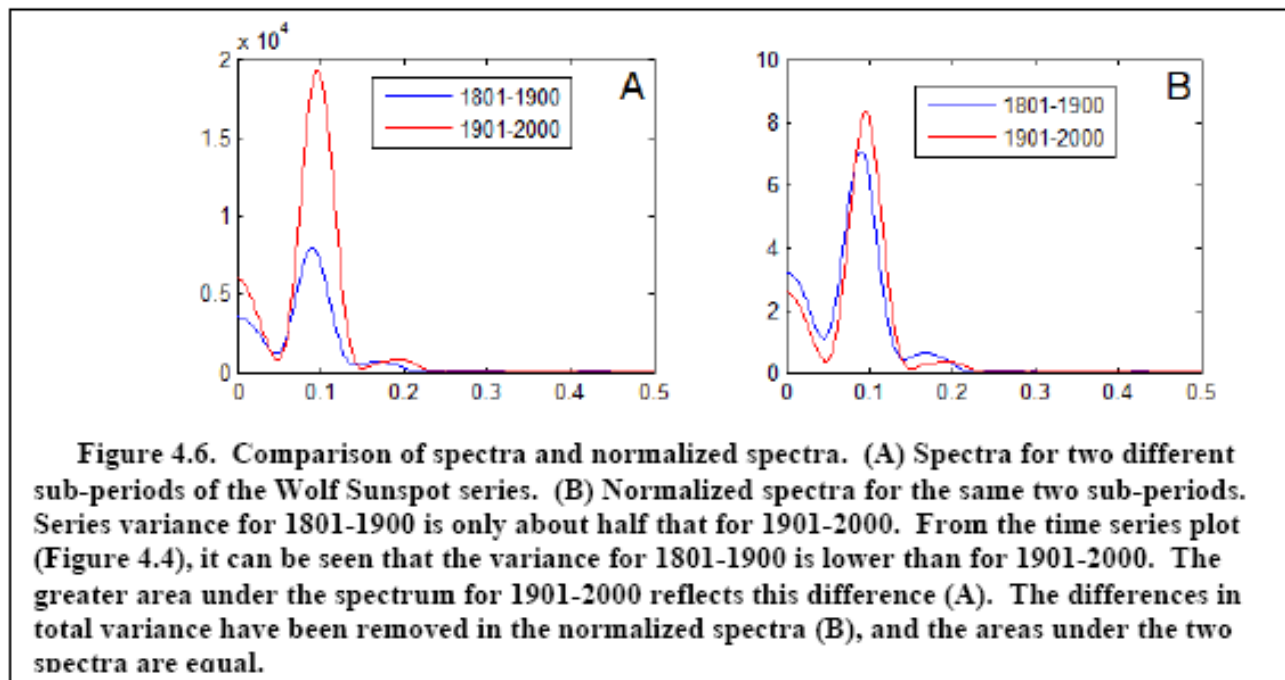 x 10⁴
2
1.5
1
0.5
0
0 0.1 0.2 0.3 0.4 0.5
1801-1900
1901-2000
A
10
8
6
4
2
0
0 0.1 0.2 0.3 0.4 0.5
1801-1900
1901-2000
B
Figure 4.6. Comparison of spectra and normalized spectra. (A) Spectra for two different
sub-periods of the Wolf Sunspot series. (B) Normalized spectra for the same two sub-periods.
Series variance for 1801-1900 is only about half that for 1901-2000. From the time series plot
(Figure 4.4), it can be seen that the variance for 1801-1900 is lower than for 1901-2000. The
greater area under the spectrum for 1901-2000 reflects this difference (A). The differences in
total variance have been removed in the normalized spectra (B), and the areas under the two
spectra are equal.